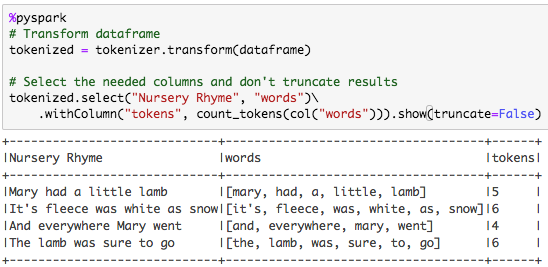 %pyspark
# Transform dataframe
tokenized = tokenizer.transform(dataframe)

# Select the needed columns and don't truncate results
tokenized.select("Nursery Rhyme", "words")\
    .withColumn("tokens", count_tokens(col("words"))).show(truncate=False)
+-----------------------------+------------------------------------+------+
|Nursery Rhyme                |words                               |tokens|
+-----------------------------+------------------------------------+------+
|Mary had a little lamb       |[mary, had, a, little, lamb]        |5     |
|It's fleece was white as snow|[it's, fleece, was, white, as, snow]|6     |
|And everywhere Mary went     |[and, everywhere, mary, went]       |4     |
|The lamb was sure to go      |[the, lamb, was, sure, to, go]      |6     |
+-----------------------------+------------------------------------+------+